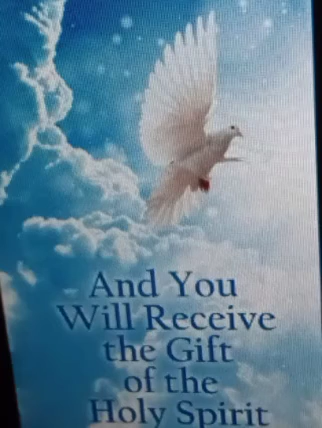 And You
Will Receive
the Gift
of the
Holy Spirit